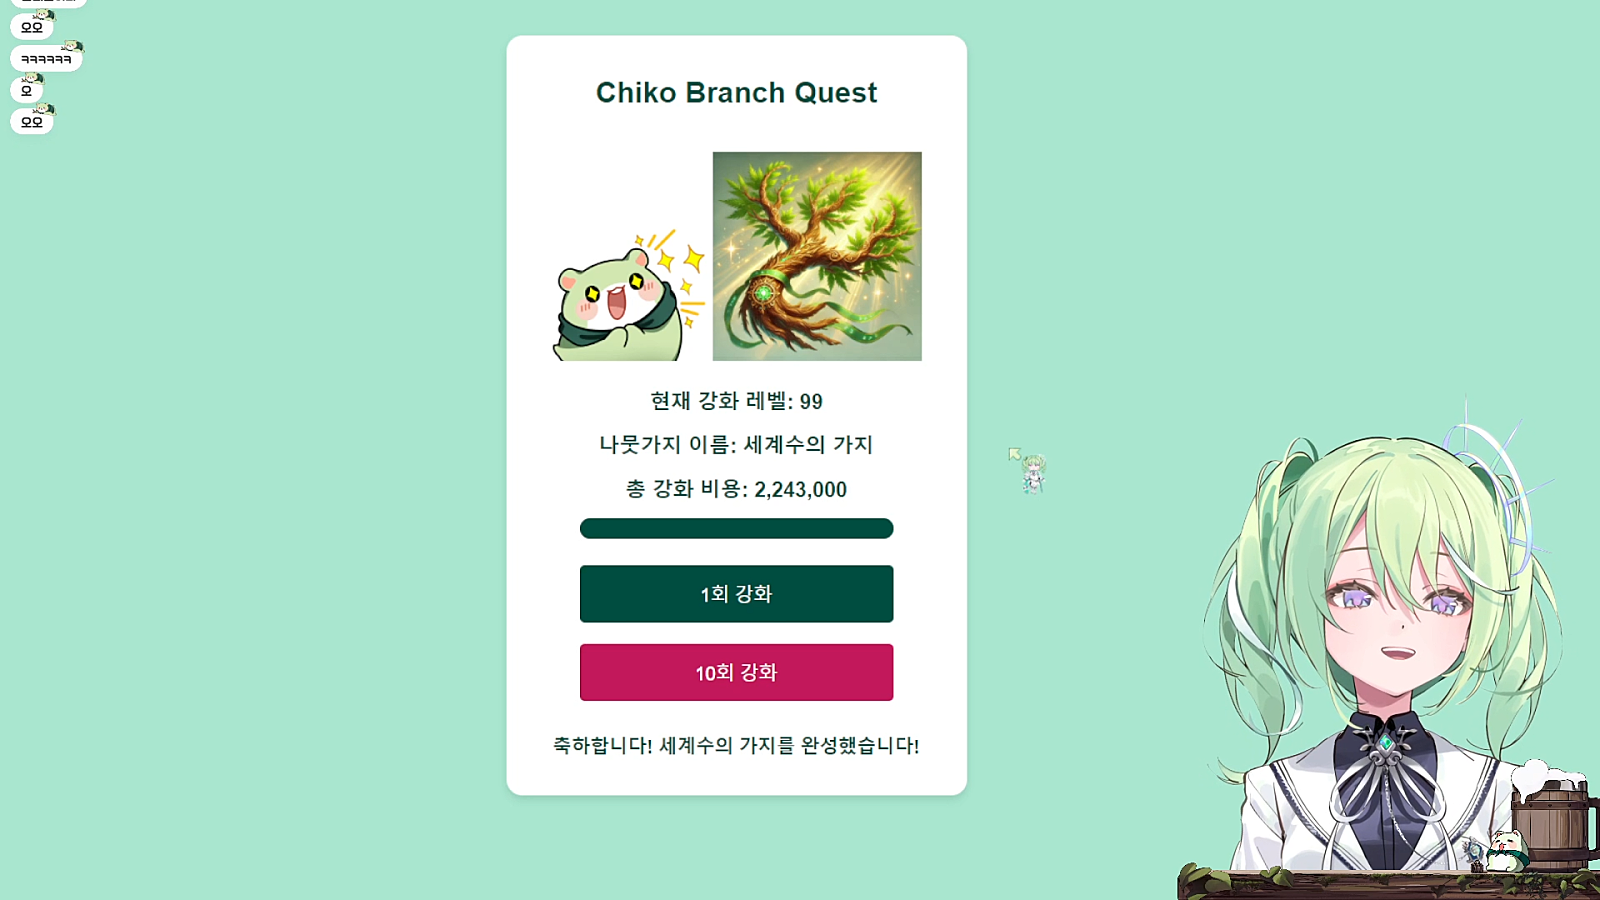 오오
ㅋㅋㅋㅋㅋㅋ
오
오오
Chiko Branch Quest
현재 강화 레벨: 99
나뭇가지 이름: 세계수의 가지
총 강화 비용: 2,243,000
1회 강화
10회 강화
축하합니다! 세계수의 가지를 완성했습니다!